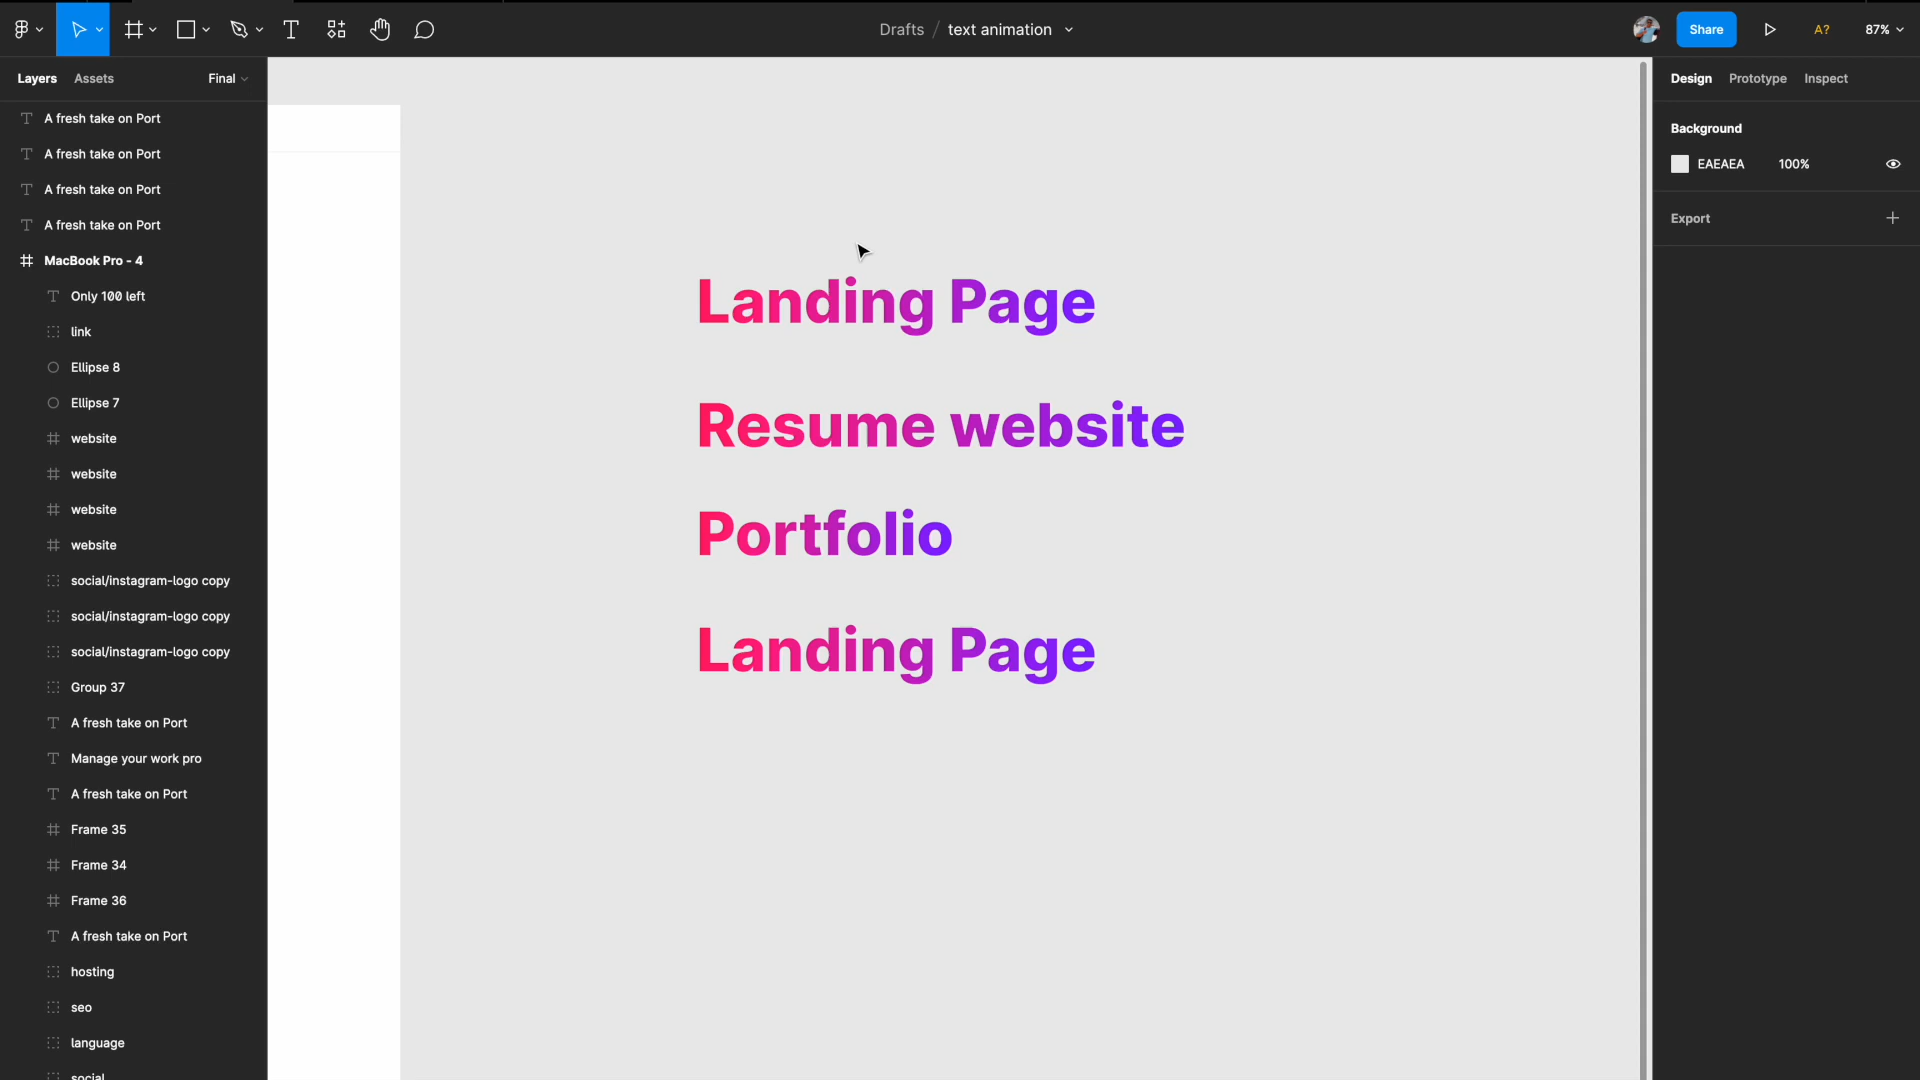 Drafts / text animation
Share
A?
87%
Layers
Assets
Final
Design
Prototype
Inspect
A fresh take on Port
A fresh take on Port
A fresh take on Port
A fresh take on Port
MacBook Pro - 4
Only 100 left
link
Ellipse 8
Ellipse 7
website
website
website
website
social/instagram-logo copy
social/instagram-logo copy
social/instagram-logo copy
Group 37
A fresh take on Port
Manage your work pro
A fresh take on Port
Frame 35
Frame 34
Frame 36
A fresh take on Port
hosting
seo
language
social
Landing Page
Resume website
Portfolio
Landing Page
Background
EAEAEA 100%
Export